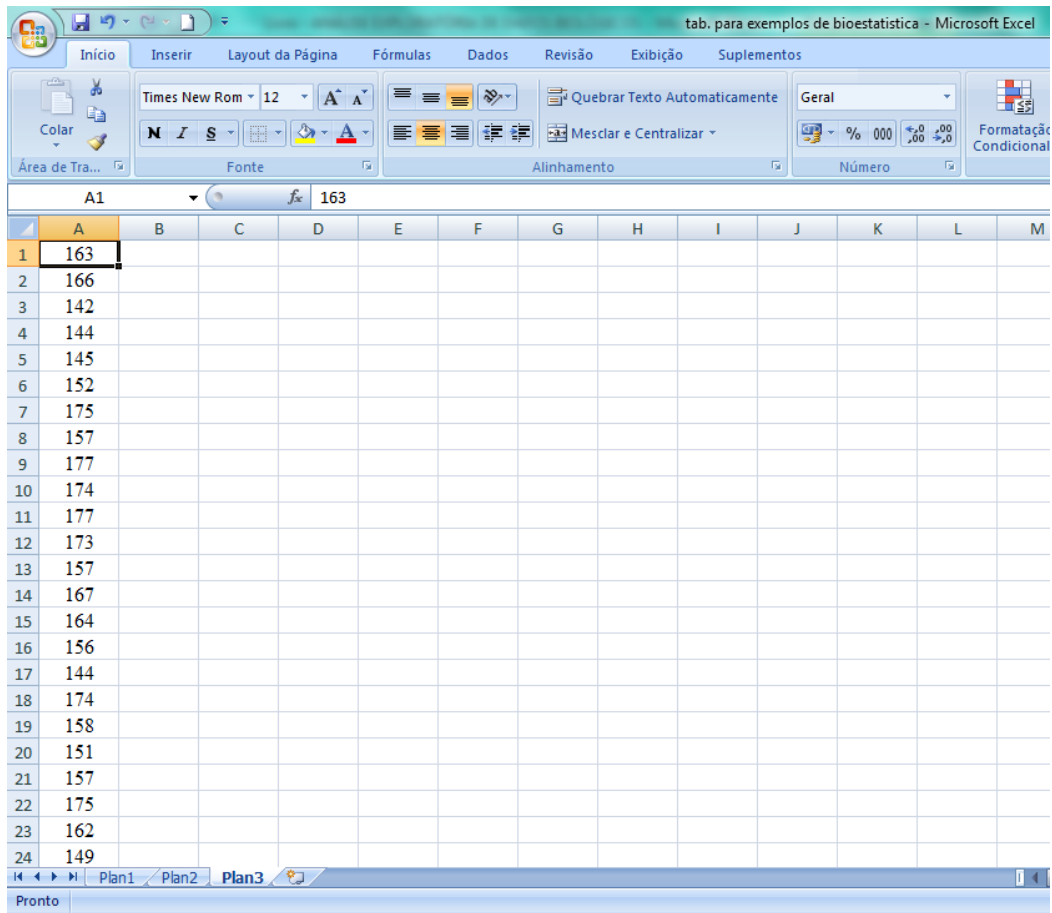 tab. para exemplos de bioestatistica - Microsoft Excel
Início Inserir Layout da Página Fórmulas Dados Revisão Exibição Suplementos
Colar
Times New Rom 12
Quebrar Texto Automaticamente
Geral
N I S A
Mesclar e Centralizar
% 000
Formatação
Condicional
Área de Tra... Fonte Alinhamento Número
A1 fx 163
A B C D E F G H I J K L M
1 163
2 166
3 142
4 144
5 145
6 152
7 175
8 157
9 177
10 174
11 177
12 173
13 157
14 167
15 164
16 156
17 144
18 174
19 158
20 151
21 157
22 175
23 162
24 149
Plan1 Plan2 Plan3
Pronto